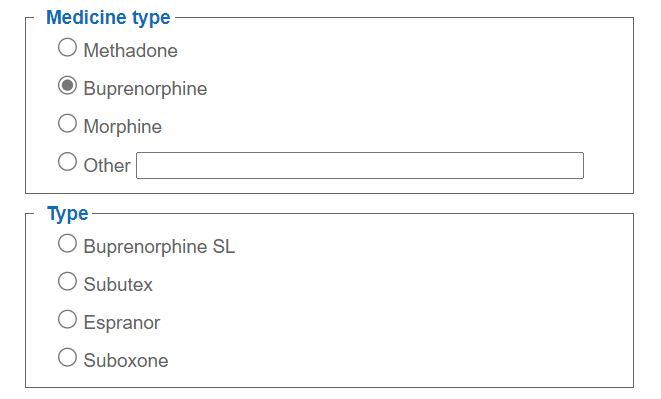 Medicine type
Methadone
Buprenorphine
Morphine
Other
Type
Buprenorphine SL
Subutex
Espranor
Suboxone